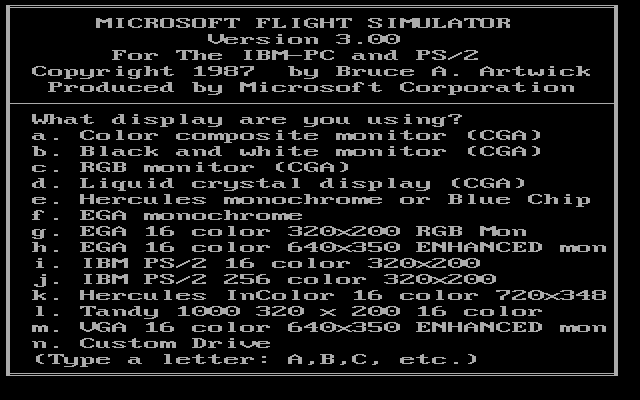 MICROSOFT FLIGHT SIMULATOR
Version 3.00
For The IBM-PC and PS/2
Copyright 1987  by Bruce A. Artwick
Produced by Microsoft Corporation
What display are you using?
a. Color composite monitor (CGA)
b. Black and white monitor (CGA)
c. RGB monitor (CGA)
d. Liquid crystal display (CGA)
e. Hercules monochrome or Blue Chip
f. EGA monochrome
g. EGA 16 color 320x200 RGB Mon
h. EGA 16 color 640x350 ENHANCED mon
i. IBM PS/2 16 color 320x200
j. IBM PS/2 256 color 320x200
k. Hercules InColor 16 color 720x348
l. Tandy 1000 320 x 200 16 color
m. VGA 16 color 640x350 ENHANCED mon
n. Custom Drive
(Type a letter: A,B,C, etc.)